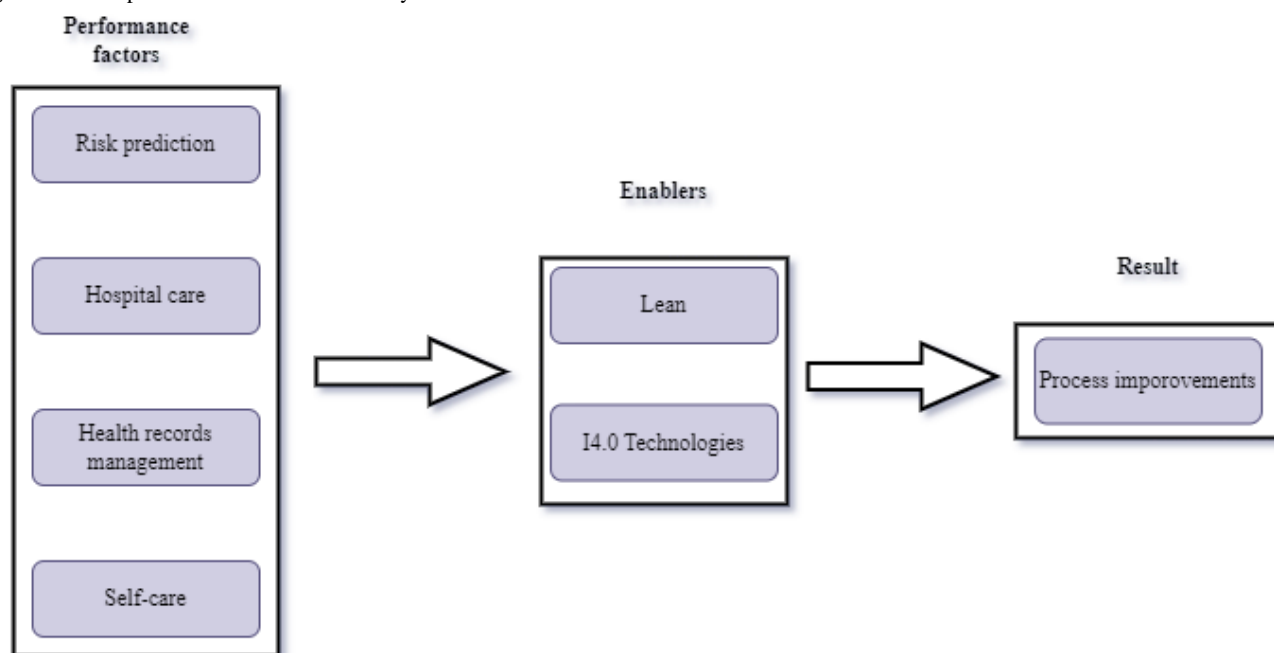 Performance
factors
Risk prediction
Hospital care
Health records
management
Self-care
Enablers
Lean
I4.0 Technologies
Result
Process imporovements